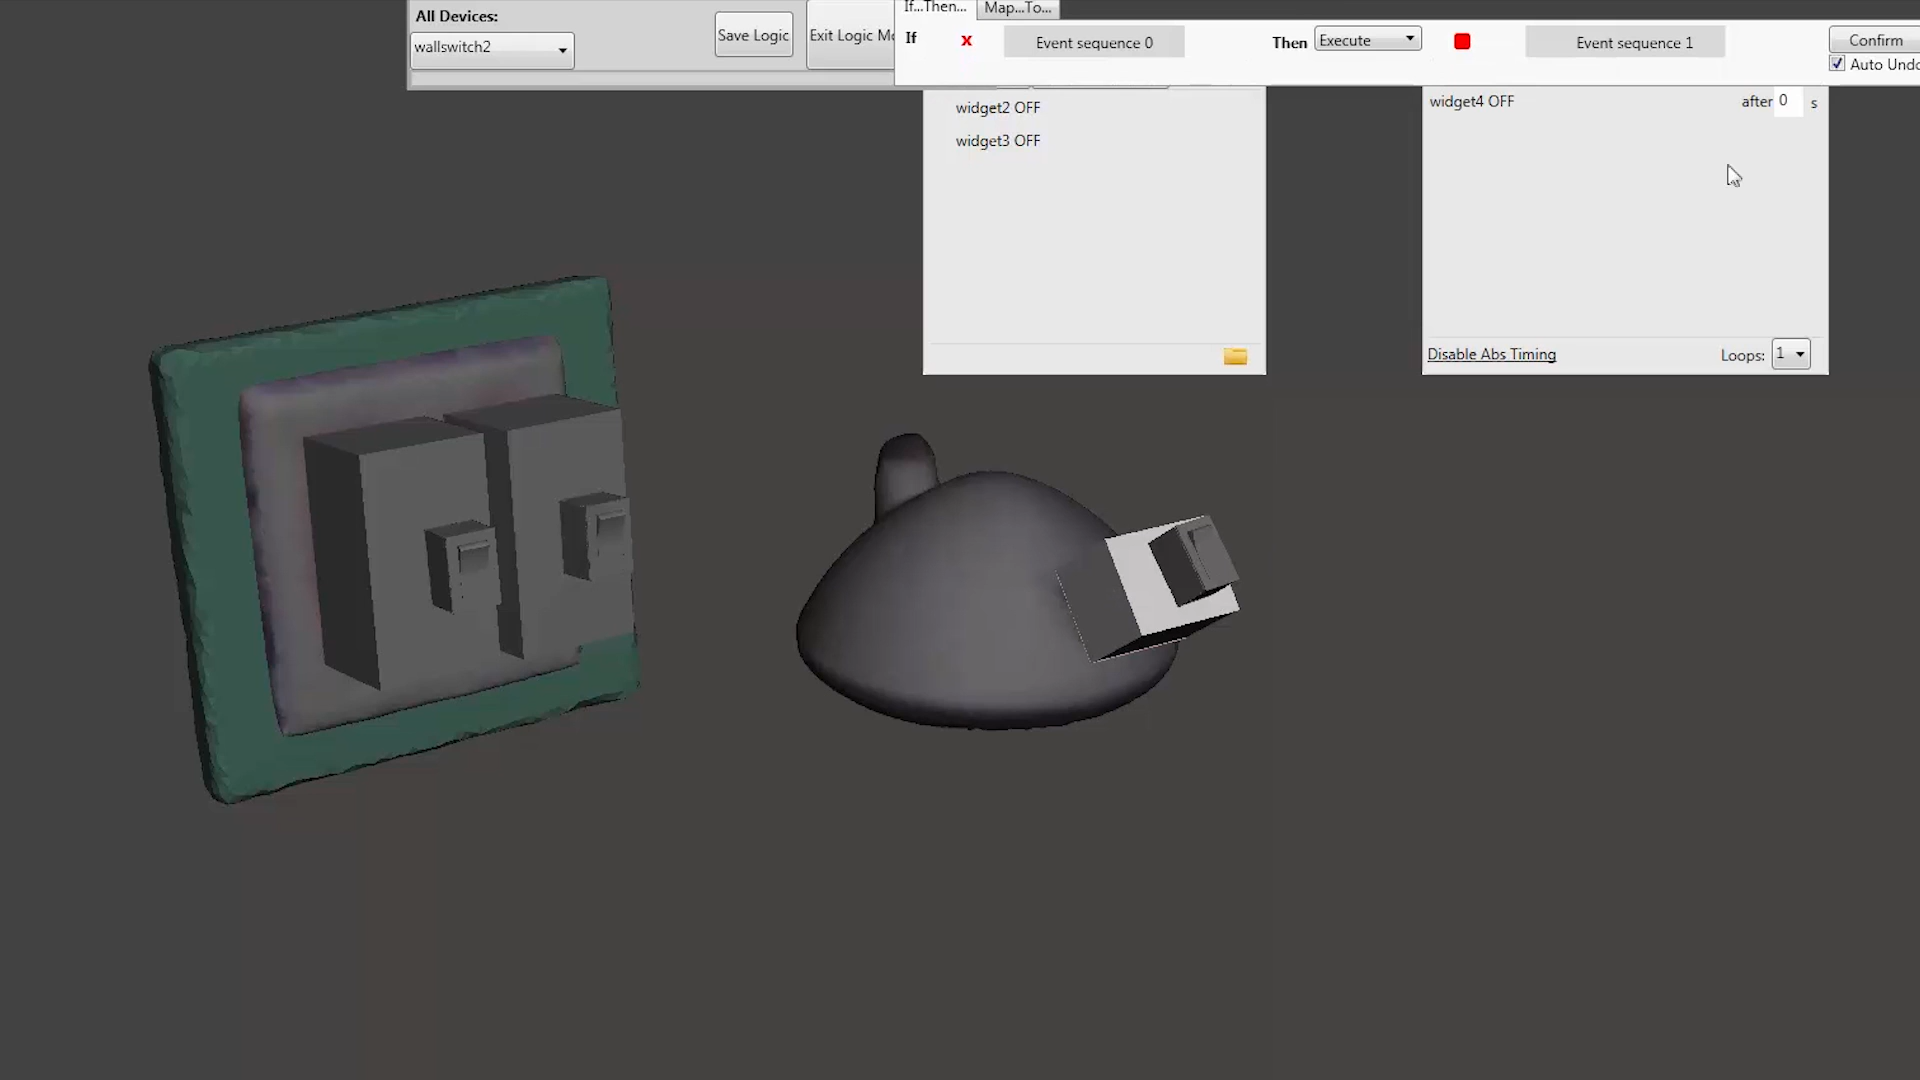 All Devices:
wallswitch2
Save Logic
Exit Logic Mo
If...Then...
Map...To...
If
x
Event sequence 0
Then
Execute
Event sequence 1
Confirm
Auto Undo
widget2 OFF
widget3 OFF
widget4 OFF
after 0 s
Disable Abs Timing
Loops: 1